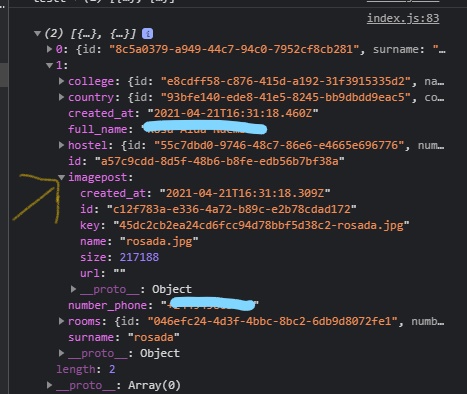 index.js:83
(2) [{…}, {…}] i
0: {id: "8c5a0379-a949-44c7-94c0-7952cf8cb281", surname: "…
1:
college: {id: "e8cdff58-c876-415d-a192-31f3915335d2", na…
country: {id: "93bfe140-ede8-41e5-8245-bb9dbdd9eac5", co…
created_at: "2021-04-21T16:31:18.460Z"
full_name: "
hostel: {id: "55c7dbd0-9746-48c7-86e6-e4665e696776", num…
id: "a57c9cdd-8d5f-48b6-b8fe-edb56b7bf38a"
imagepost:
created_at: "2021-04-21T16:31:18.309Z"
id: "c12f783a-e336-4a72-b89c-e2b78cdad172"
key: "45dc2cb2ea24cd6fcc94d78bbf5d38c2-rosada.jpg"
name: "rosada.jpg"
size: 217188
url: ""
__proto__: Object
number_phone: " "
rooms: {id: "046efc24-4d3f-4bbc-8bc2-6db9d8072fe1", numb…
__proto__: Object
surname: "rosada"
__proto__: Object
length: 2
__proto__: Array(0)